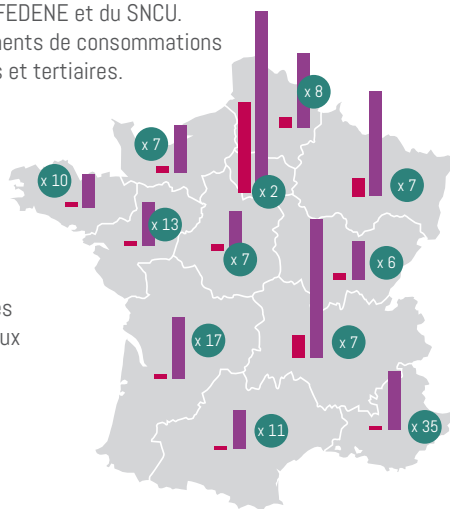 FEDENE et du SNCU.
ments de consommations
s et tertiaires.
x 8
x 7
x 10
x 2
x 7
x 13
x 7
x 6
es
ux
x 17
x 7
x 11
x 35